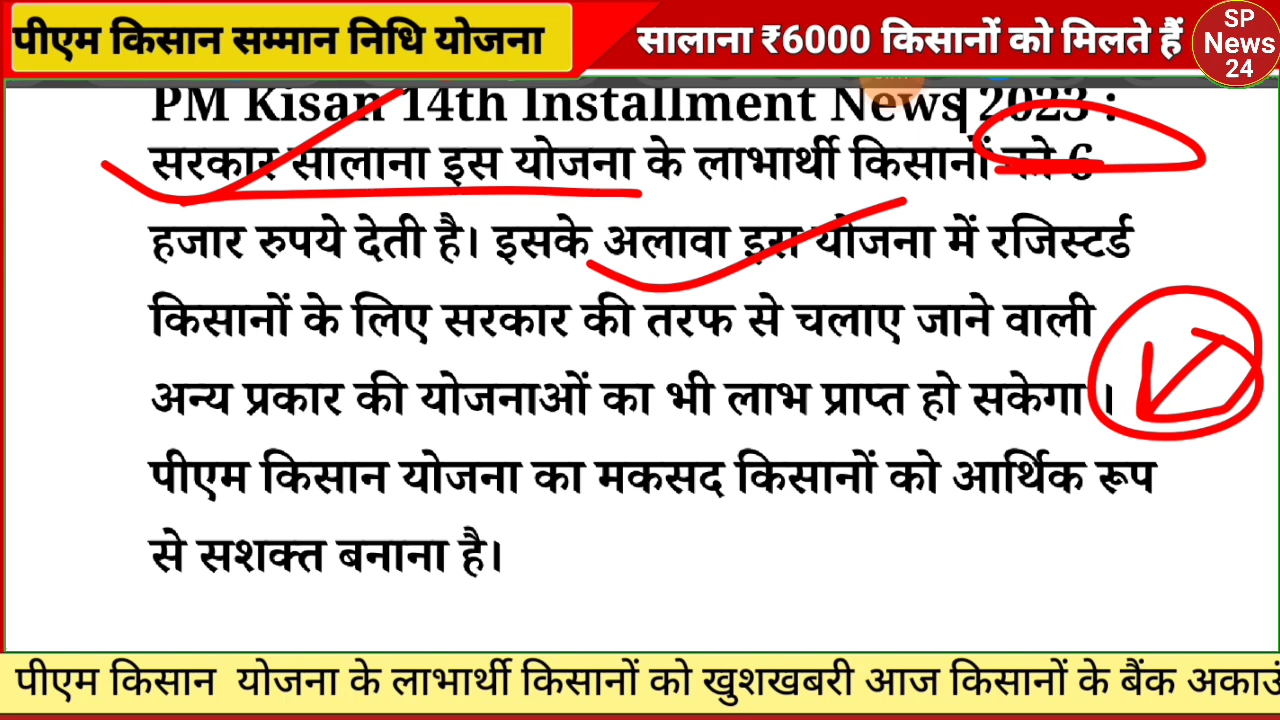 पीएम किसान सम्मान निधि योजना
सालाना ₹6000 किसानों को मिलते हैं
SP
News
24
PM Kisan 14th Installment News 2023 :
सरकार सालाना इस योजना के लाभार्थी किसानों को 6
हजार रुपये देती है। इसके अलावा इस योजना में रजिस्टर्ड
किसानों के लिए सरकार की तरफ से चलाए जाने वाली
अन्य प्रकार की योजनाओं का भी लाभ प्राप्त हो सकेगा ।
पीएम किसान योजना का मकसद किसानों को आर्थिक रूप
से सशक्त बनाना है।
पीएम किसान योजना के लाभार्थी किसानों को खुशखबरी आज किसानों के बैंक